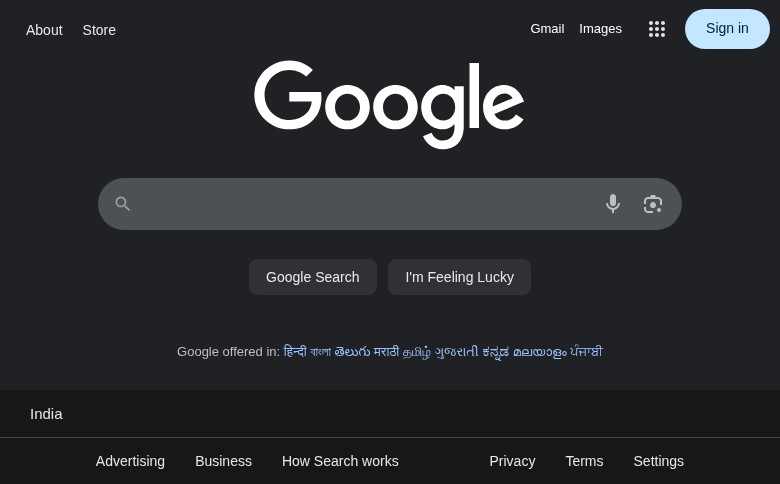 About Store Gmail Images Sign in
Google
Google Search I'm Feeling Lucky
Google offered in: हिन्दी বাংলা తెలుగు मराठी தமிழ் ગુજરાતી ಕನ್ನಡ മലയാളം ਪੰਜਾਬੀ
India
Advertising Business How Search works Privacy Terms Settings